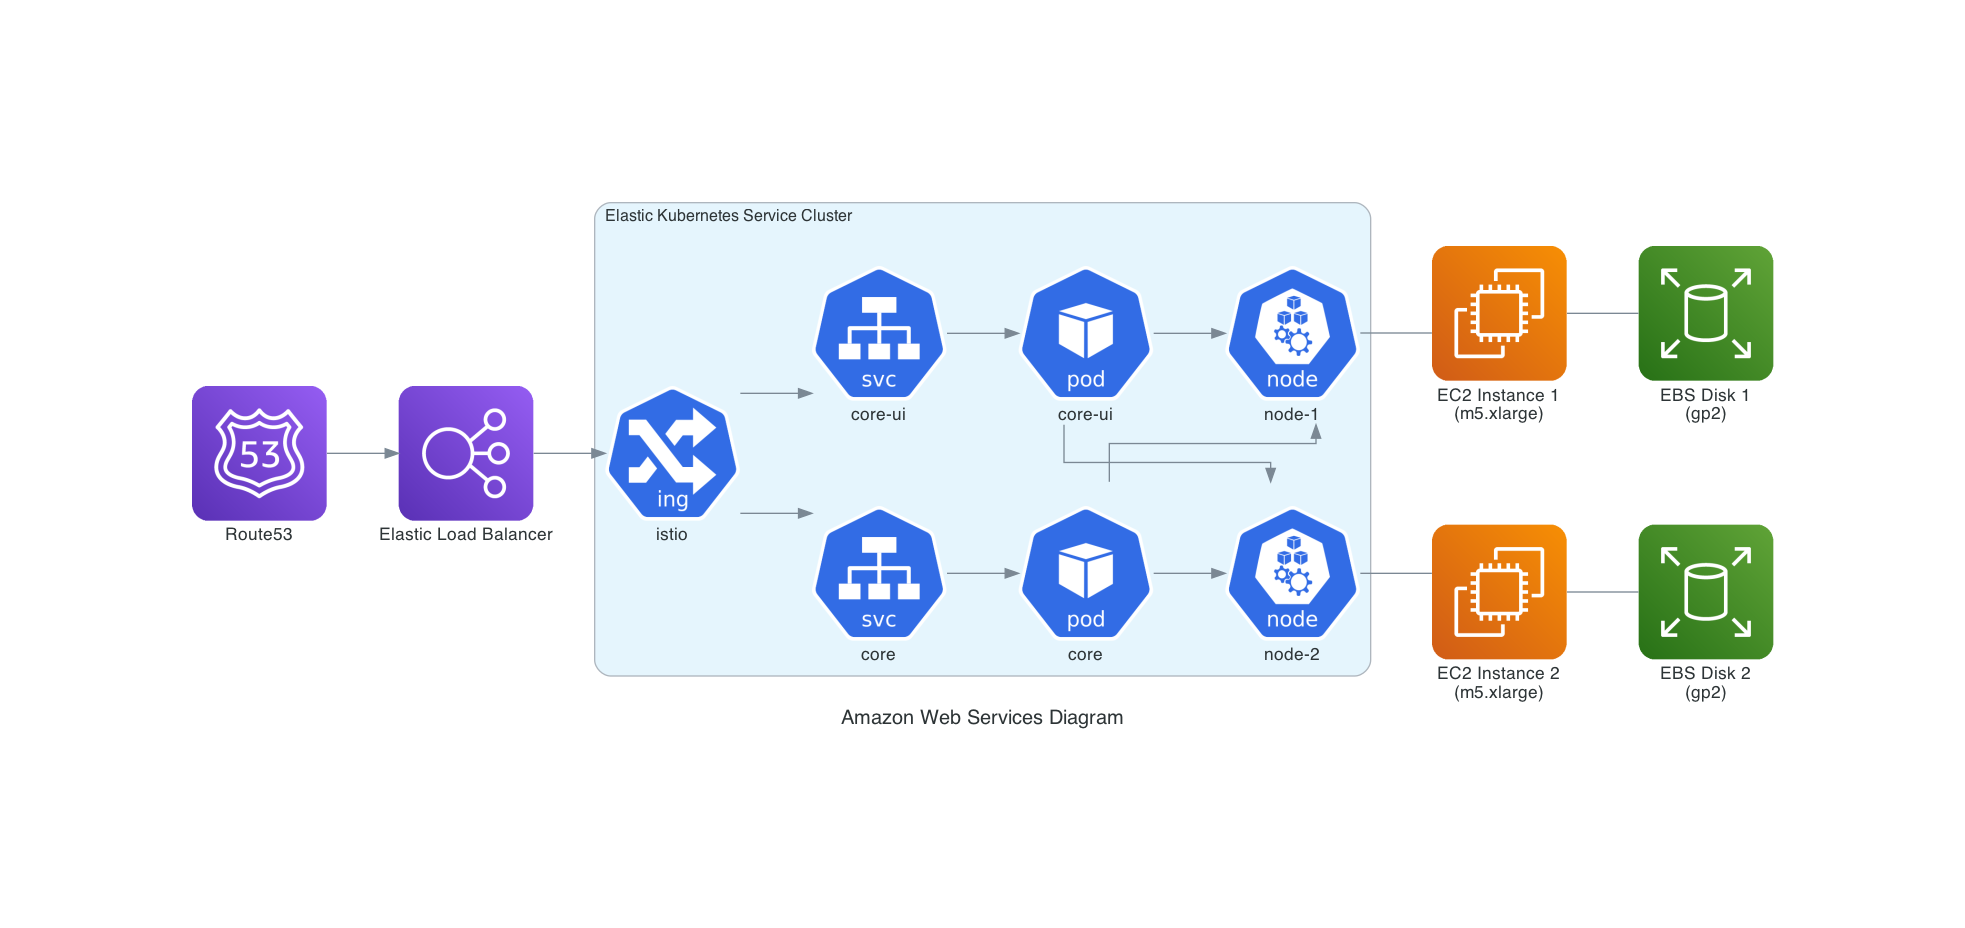 Elastic Kubernetes Service Cluster
svc
core-ui
pod
core-ui
node
node-1
EC2 Instance 1
(m5.xlarge)
EBS Disk 1
(gp2)
53
Route53
Elastic Load Balancer
ing
istio
svc
core
pod
core
node
node-2
EC2 Instance 2
(m5.xlarge)
EBS Disk 2
(gp2)
Amazon Web Services Diagram